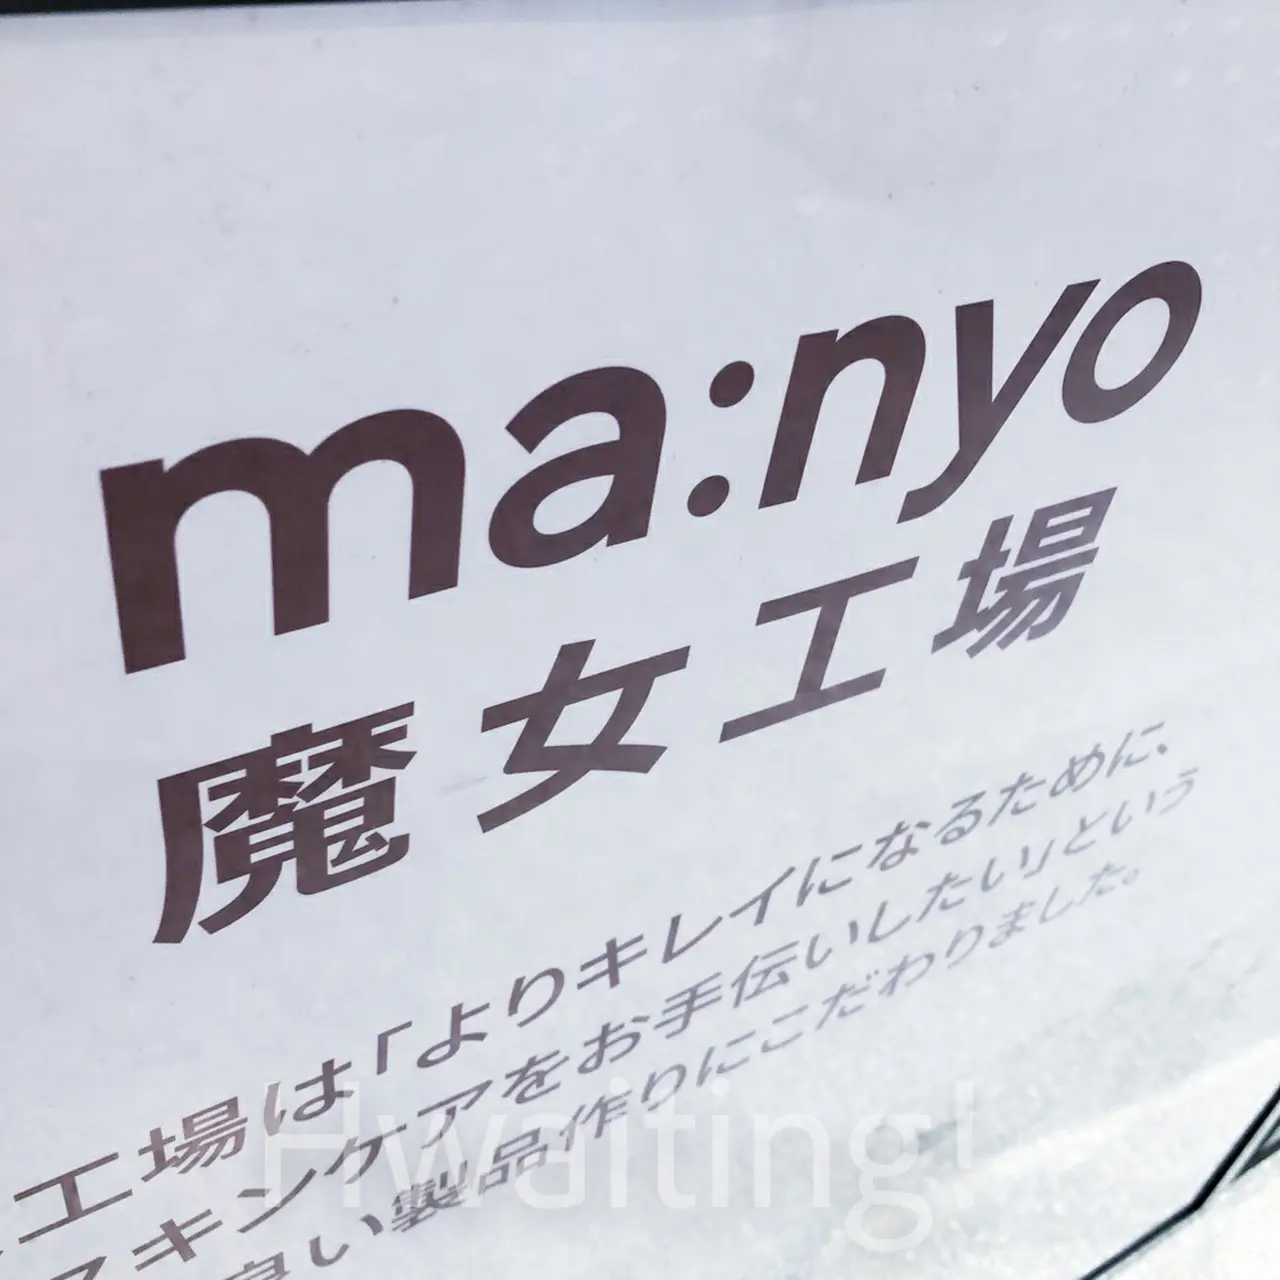 ma:nyo
魔女工場
工場は「よりキレイになるために、
スキンケアをお手伝いしたい」という
良い製品作りにこだわりました。
Hwaiting!